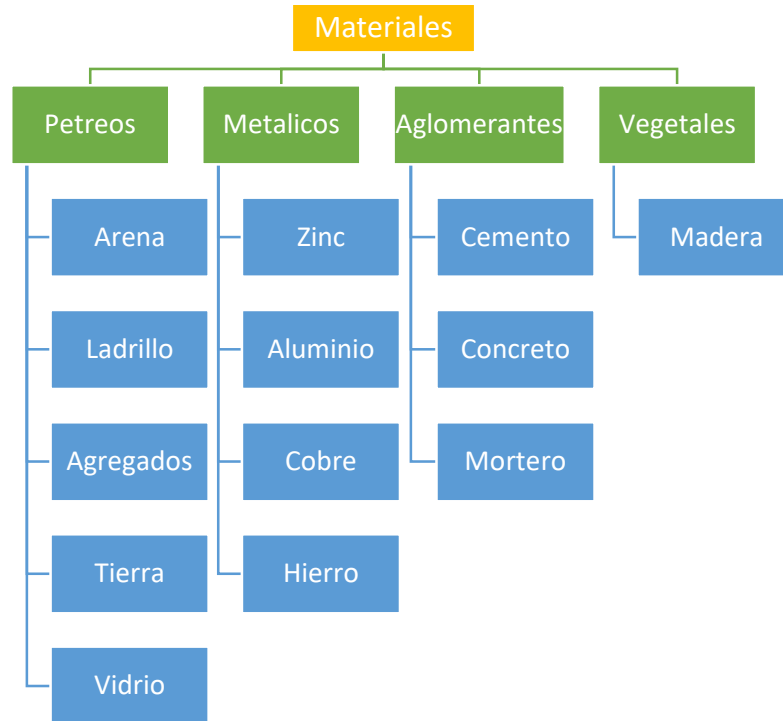 Materiales
Petreos
Metalicos
Aglomerantes
Vegetales
Arena
Zinc
Cemento
Madera
Ladrillo
Aluminio
Concreto
Agregados
Cobre
Mortero
Tierra
Hierro
Vidrio